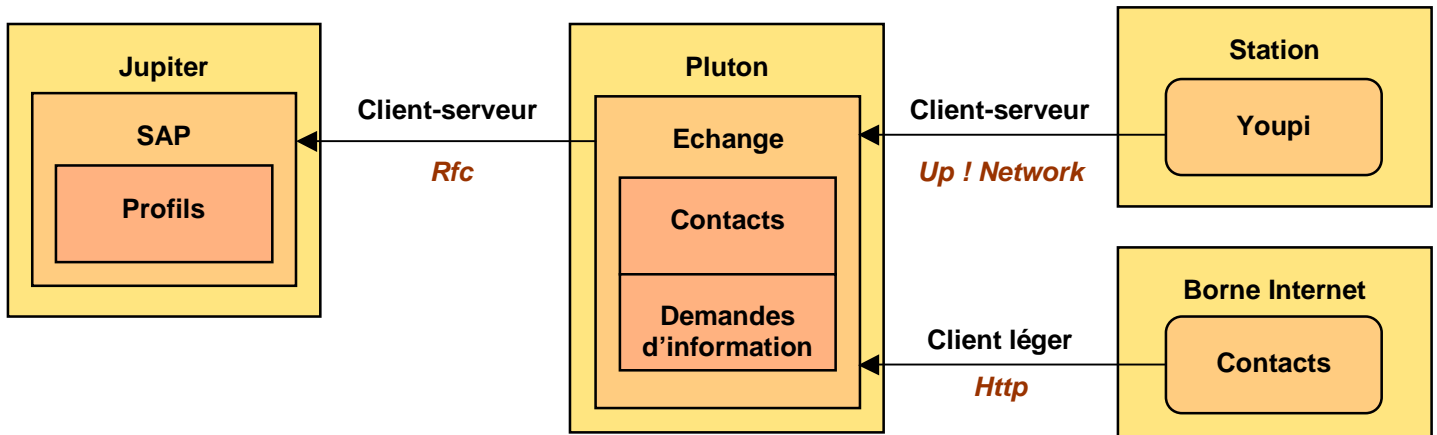 Jupiter
SAP
Profils
Client-serveur
Rfc
Pluton
Echange
Contacts
Demandes
d'information
Client-serveur
Up ! Network
Station
Youpi
Client léger
Http
Borne Internet
Contacts